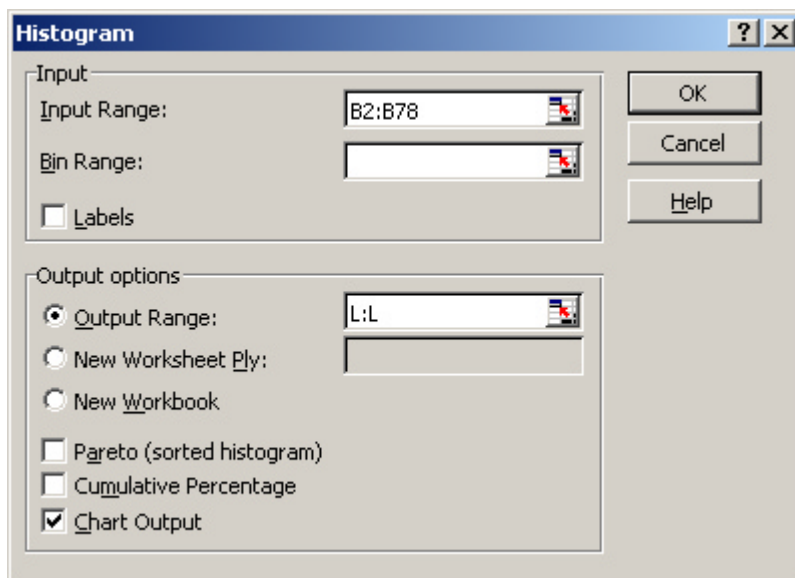 Histogram
Input
Input Range: B2:B78
Bin Range:
Labels
OK
Cancel
Help
Output options
Output Range: L:L
New Worksheet Ply:
New Workbook
Pareto (sorted histogram)
Cumulative Percentage
Chart Output